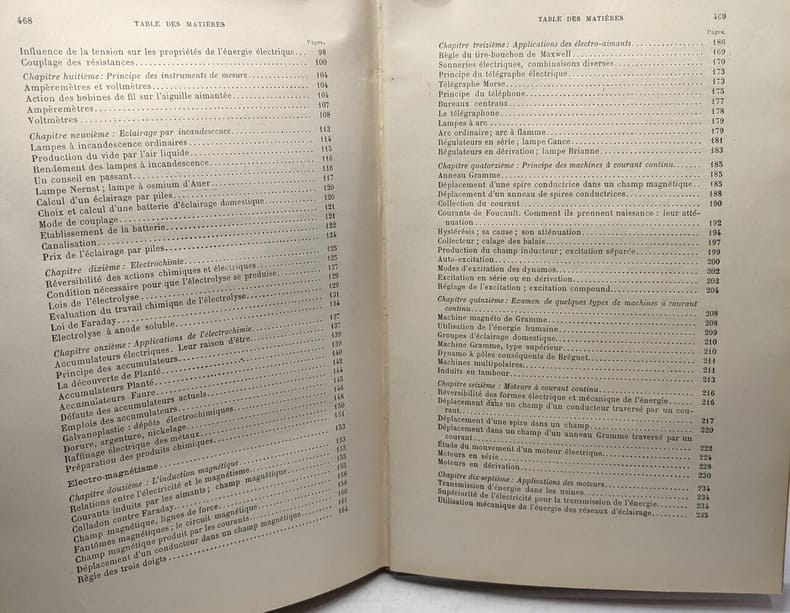 468
TABLE DES MATIÈRES
Pages.
Influence de la tension sur les propriétés de l'énergie électrique... 98
Couplage des résistances... 100
Chapitre huitième : Principe des instruments de mesure... 104
Ampèremètres et voltmètres... 104
Action des bobines de fil sur l'aiguille aimantée... 104
Ampèremètres... 107
Voltmètres... 108
Chapitre neuvième : Eclairage par incandescence... 113
Lampes à incandescence ordinaires... 114
Production du vide par l'air liquide... 115
Rendement des lampes à incandescence... 116
Un conseil en passant... 116
Lampe Nernst ; lampe à osmium d'Auer... 117
Calcul d'un éclairage par piles... 120
Choix et calcul d'une batterie d'éclairage domestique... 120
Mode de couplage... 121
Etablissement de la batterie... 121
Canalisation... 122
Prix de l'éclairage par piles... 124
Chapitre dixième : Electrochimie... 125
Réversibilité des actions chimiques et électriques... 125
Condition nécessaire pour que l'électrolyse se produise... 127
Lois de l'électrolyse... 129
Evaluation du travail chimique de l'électrolyse... 129
Loi de Faraday... 131
Electrolyse à anode soluble... 134
Chapitre onzième : Applications de l'électrochimie... 137
Accumulateurs électriques. Leur raison d'être... 137
Principe des accumulateurs... 139
La découverte de Planté... 139
Accumulateurs Planté... 140
Accumulateurs Faure... 142
Défauts des accumulateurs actuels... 144
Emplois des accumulateurs... 145
Galvanoplastie : dépôts électrochimiques... 146
Dorure, argenture, nickelage... 148
Raffinage électrique des métaux... 150
Préparation des produits chimiques... 151
Electro-magnétisme... 153
Chapitre douzième : L'induction magnétique... 153
Relations entre l'électricité et le magnétisme... 153
Courants induits par les aimants ; champ magnétique... 155
Colladon contre Faraday... 155
Champ magnétique, lignes de force... 158
Fantômes magnétiques ; le circuit magnétique... 158
Champ magnétique produit par les courants... 160
Déplacement d'un conducteur dans un champ magnétique... 161
Règle des trois doigts... 164
469
TABLE DES MATIÈRES
Pages.
Chapitre treizième : Applications des électro-aimants... 186
Règle du tire-bouchon de Maxwell... 169
Sonneries électriques, combinaisons diverses... 170
Principe du télégraphe électrique... 173
Télégraphe Morse... 173
Principe du téléphone... 175
Bureaux centraux... 177
Le télégraphone... 178
Lampes à arc... 179
Arc ordinaire ; arc à flamme... 179
Régulateurs en série ; lampe Cance... 181
Régulateurs en dérivation ; lampe Brianne... 183
Chapitre quatorzième : Principe des machines à courant continu... 185
Anneau Gramme... 185
Déplacement d'une spire conductrice dans un champ magnétique.. 185
Déplacement d'un anneau de spires conductrices... 188
Collection du courant... 190
Courants de Foucault. Comment ils prennent naissance : leur atté-
nuation... 192
Hystérésis ; sa cause ; son atténuation... 194
Collecteur ; calage des balais... 197
Production du champ inducteur ; excitation séparée... 199
Auto-excitation... 200
Modes d'excitation des dynamos... 202
Excitation en série ou en dérivation... 202
Réglage de l'excitation ; excitation compound... 204
Chapitre quinzième : Examen de quelques types de machines à courant
continu... 208
Machine magnéto de Gramme... 208
Utilisation de l'énergie humaine... 209
Groupes d'éclairage domestique... 210
Machine Gramme, type supérieur... 210
Dynamo à pôles conséquents de Bréguet... 211
Machines multipolaires... 211
Induits en tambour... 213
Chapitre seizième : Moteurs à courant continu... 216
Réversibilité des formes électrique et mécanique de l'énergie... 216
Déplacement dans un champ d'un conducteur traversé par un cou-
rant... 217
Déplacement d'une spire dans un champ... 220
Déplacement dans un champ d'un anneau Gramme traversé par un
courant... 222
Étude du mouvement d'un moteur électrique... 224
Moteurs en série... 228
Moteurs en dérivation... 230
Chapitre dix-septième : Applications des moteurs... 234
Transmission d'énergie dans les usines... 234
Supériorité de l'électricité pour la transmission de l'énergie... 234
Utilisation mécanique de l'énergie des réseaux d'éclairage... 235